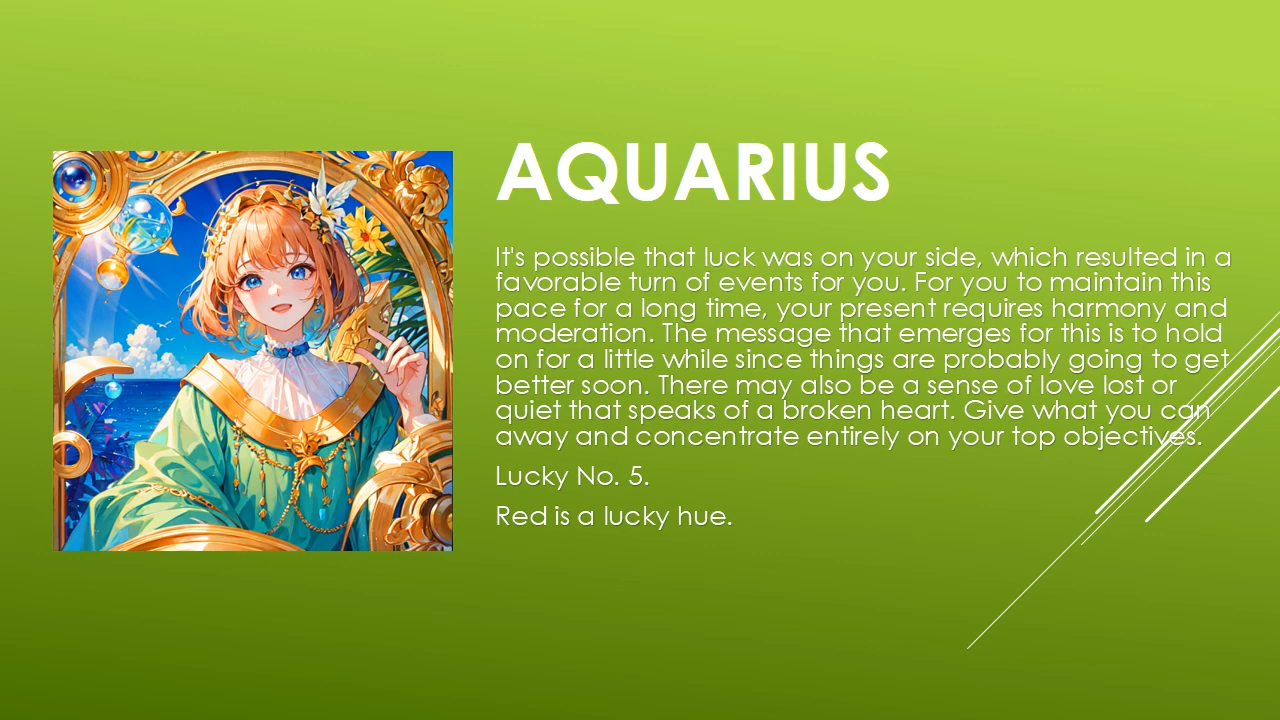 AQUARIUS
It's possible that luck was on your side, which resulted in a
favorable turn of events for you. For you to maintain this
pace for a long time, your present requires harmony and
moderation. The message that emerges for this is to hold
on for a little while since things are probably going to get
better soon. There may also be a sense of love lost or
quiet that speaks of a broken heart. Give what you can
away and concentrate entirely on your top objectives.
Lucky No. 5.
Red is a lucky hue.